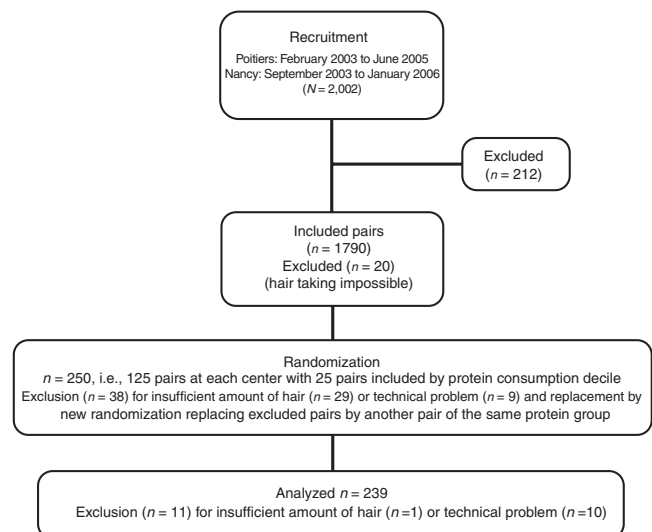 Recruitment
Poitiers: February 2003 to June 2005
Nancy: September 2003 to January 2006
(N = 2,002)
Excluded
(n = 212)
Included pairs
(n = 1790)
Excluded (n = 20)
(hair taking impossible)
Randomization
n = 250, i.e., 125 pairs at each center with 25 pairs included by protein consumption decile
Exclusion (n = 38) for insufficient amount of hair (n = 29) or technical problem (n = 9) and replacement by
new randomization replacing excluded pairs by another pair of the same protein group
Analyzed n = 239
Exclusion (n = 11) for insufficient amount of hair (n =1) or technical problem (n =10)